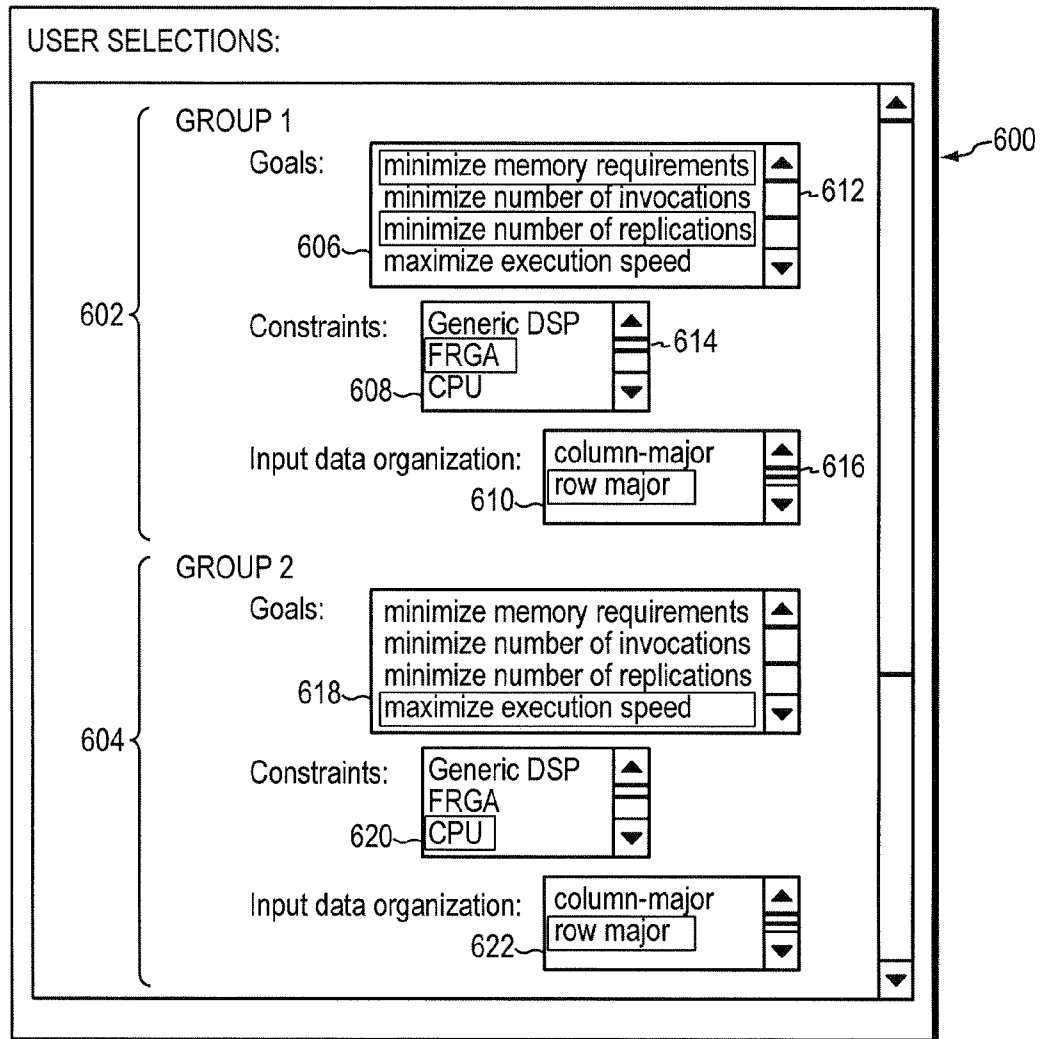 USER SELECTIONS:
600
602
GROUP 1
Goals:
minimize memory requirements
minimize number of invocations
minimize number of replications
maximize execution speed
606
612
Constraints:
Generic DSP
FRGA
CPU
608
614
Input data organization:
column-major
row major
610
616
604
GROUP 2
Goals:
minimize memory requirements
minimize number of invocations
minimize number of replications
maximize execution speed
618
Constraints:
Generic DSP
FRGA
CPU
620
Input data organization:
column-major
row major
622